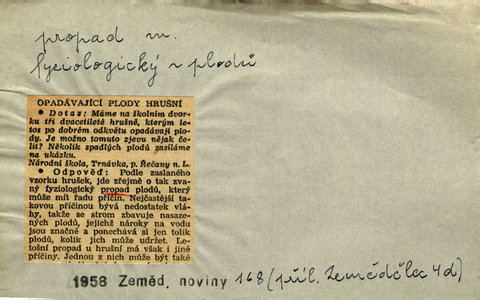 propad m.
fysiologický ~ plodů
OPADÁVAJÍCÍ PLODY HRUŠNÍ
● Dotaz: Máme na školním dvor-
ku tři dvacetileté hrušně, kterým le-
tos po dobrém odkvětu opadávají plo-
dy. Je možno tomuto zjevu nějak če-
lit? Několik spadlých plodů zasíláme
na ukázku.
Národní škola, Trnávka, p. Řečany n. L.
● Odpověď: Podle zaslaného
vzorku hrušek, jde zřejmě o tak zva-
ný fysiologický propad plodů, který
může mít řadu příčin. Nejčastější ta-
kovou příčinou bývá nedostatek vlá-
hy, takže se strom zbavuje nasaze-
ných plodů, jejichž nároky na vodu
jsou značné a ponechává si jen tolik
plodů, kolik jich může udržet. Le-
tošní propad u hrušní má však i jiné
příčiny. Jednou z nich může být také
1958 Zeměd. noviny 168 (příl. Zemědělec 4d)